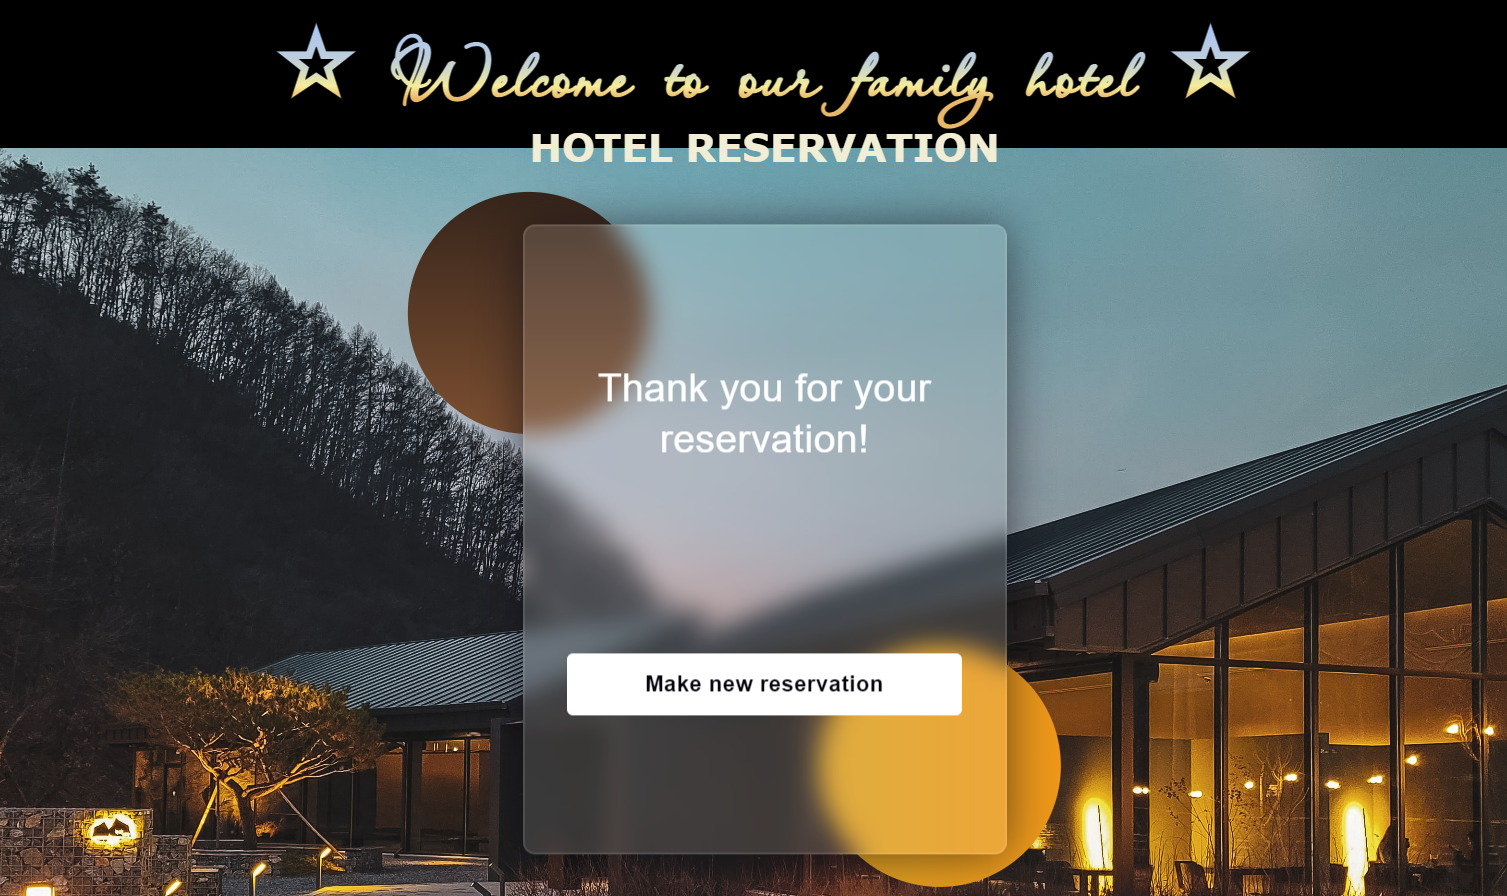 Welcome to our family hotel
HOTEL RESERVATION
Thank you for your
reservation!
Make new reservation